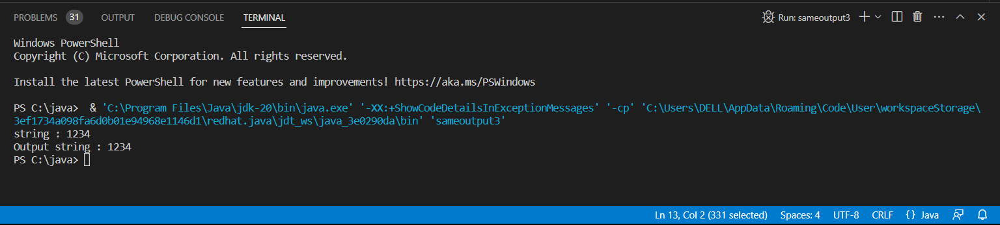 PROBLEMS 31 OUTPUT DEBUG CONSOLE TERMINAL Run: sameoutput3
Windows PowerShell
Copyright (C) Microsoft Corporation. All rights reserved.
Install the latest PowerShell for new features and improvements! https://aka.ms/PSWindows
PS C:\java>  & 'C:\Program Files\Java\jdk-20\bin\java.exe' '-XX:+ShowCodeDetailsInExceptionMessages' '-cp' 'C:\Users\DELL\AppData\Roaming\Code\User\workspaceStorage\
3ef1734a098fa6d0b01e94968e1146d1\redhat.java\jdt_ws\java_3e0290da\bin' 'sameoutput3'
string : 1234
Output string : 1234
PS C:\java>
Ln 13, Col 2 (331 selected) Spaces: 4 UTF-8 CRLF {} Java